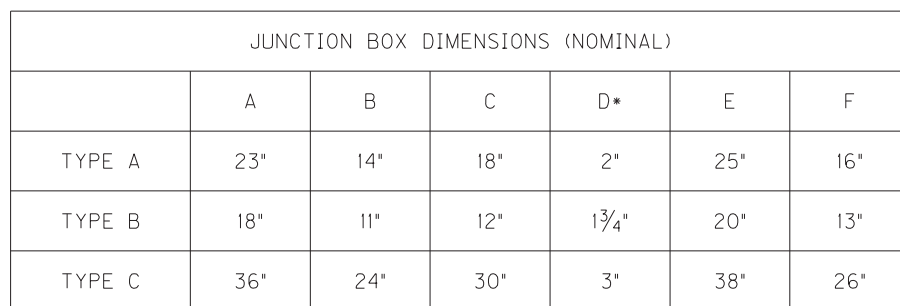 JUNCTION BOX DIMENSIONS (NOMINAL)
A B C D* E F
TYPE A 23" 14" 18" 2" 25" 16"
TYPE B 18" 11" 12" 1¾" 20" 13"
TYPE C 36" 24" 30" 3" 38" 26"